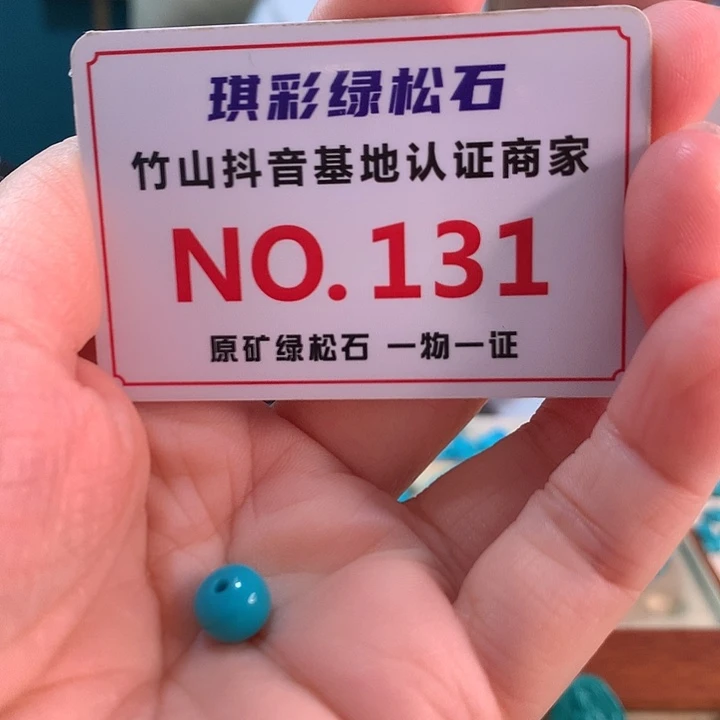 琪彩绿松石
竹山抖音基地认证商家
NO.131
原矿绿松石 一物一证